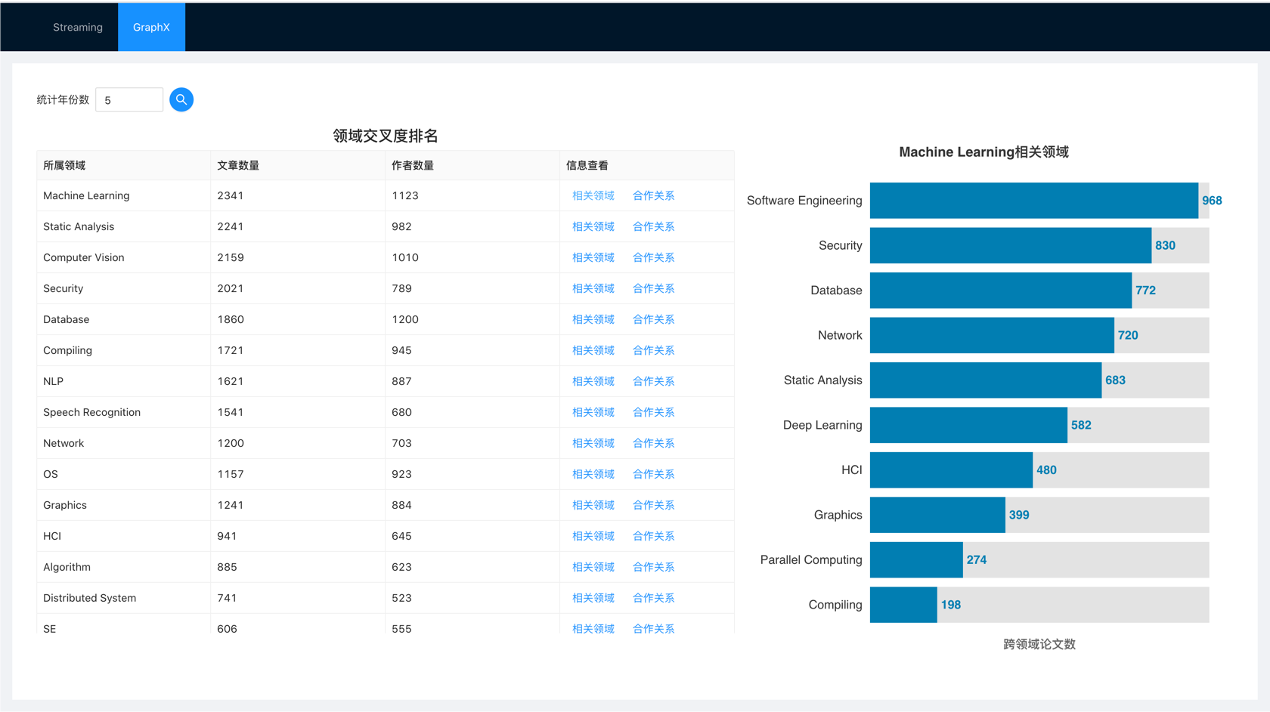 Streaming GraphX
统计年份数 5
领域交叉度排名
所属领域 文章数量 作者数量 信息查看
Machine Learning 2341 1123 相关领域 合作关系
Static Analysis 2241 982 相关领域 合作关系
Computer Vision 2159 1010 相关领域 合作关系
Security 2021 789 相关领域 合作关系
Database 1860 1200 相关领域 合作关系
Compiling 1721 945 相关领域 合作关系
NLP 1621 887 相关领域 合作关系
Speech Recognition 1541 680 相关领域 合作关系
Network 1200 703 相关领域 合作关系
OS 1157 923 相关领域 合作关系
Graphics 1241 884 相关领域 合作关系
HCI 941 645 相关领域 合作关系
Algorithm 885 623 相关领域 合作关系
Distributed System 741 523 相关领域 合作关系
SE 606 555 相关领域 合作关系
Machine Learning相关领域
Software Engineering 968
Security 830
Database 772
Network 720
Static Analysis 683
Deep Learning 582
HCI 480
Graphics 399
Parallel Computing 274
Compiling 198
跨领域论文数